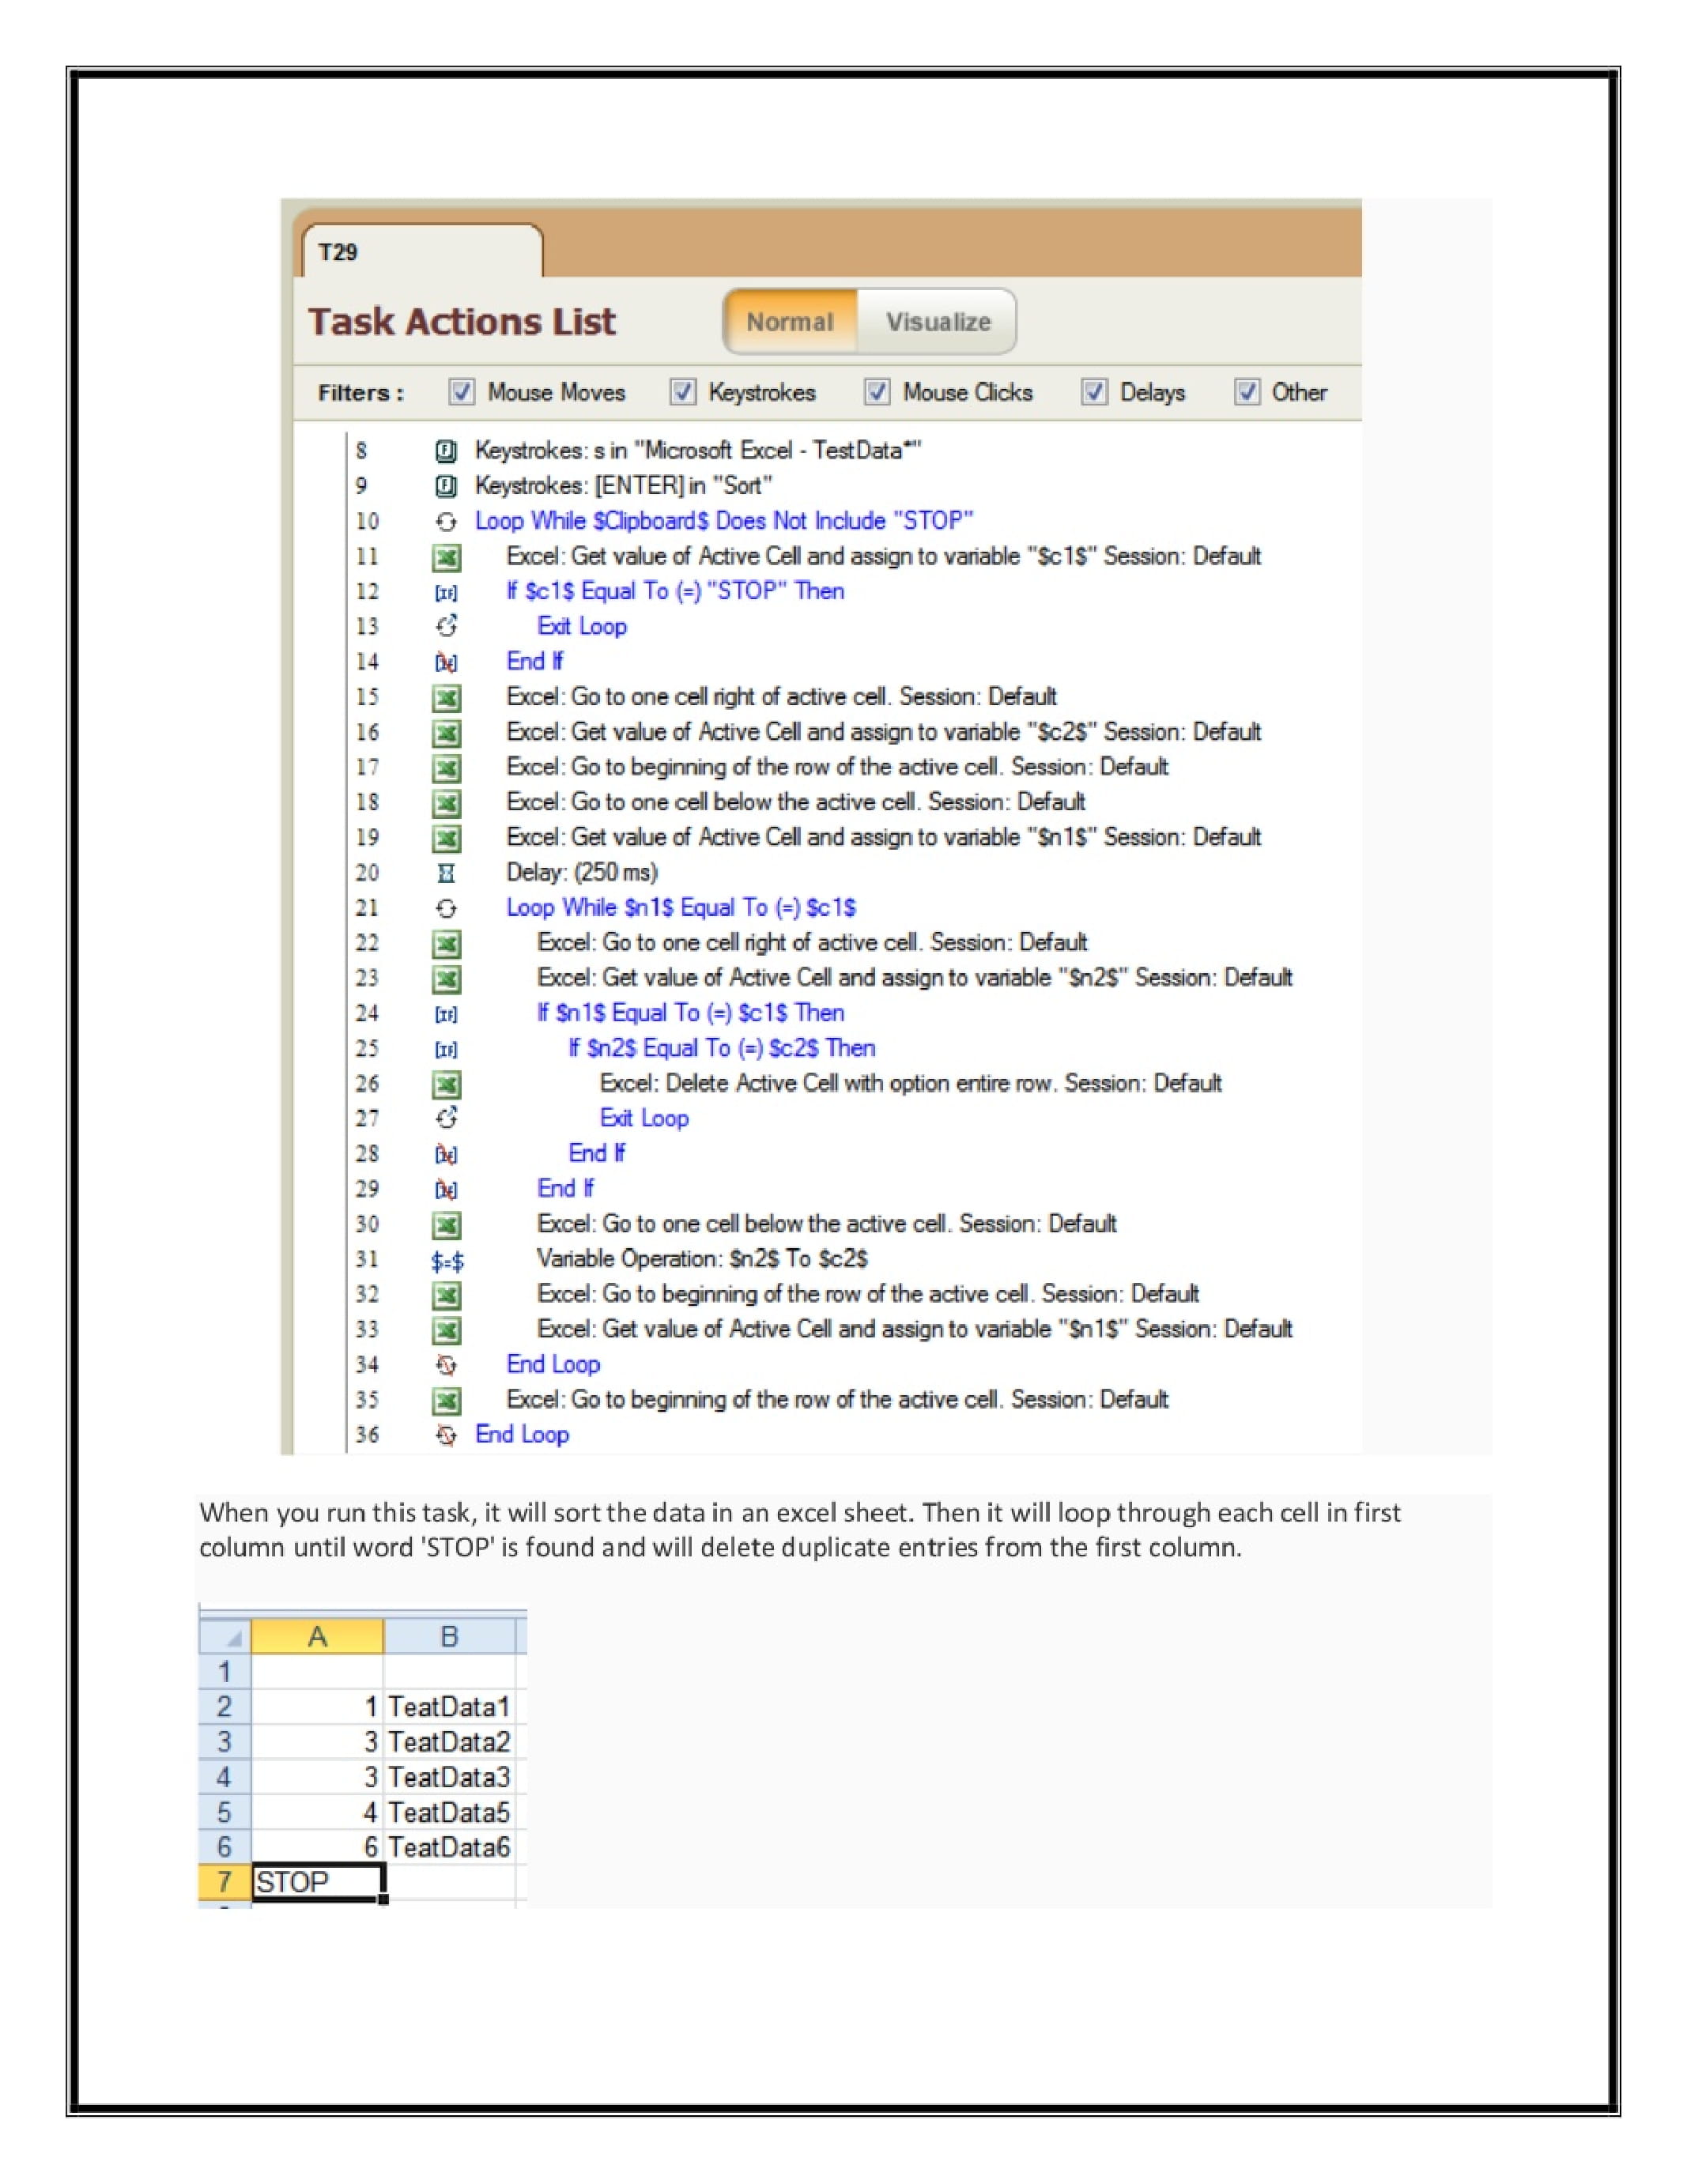 T29
Task Actions List Normal Visualize
Filters : Mouse Moves Keystrokes Mouse Clicks Delays Other
8 Keystrokes: s in "Microsoft Excel - TestData*"
9 Keystrokes: [ENTER] in "Sort"
10 Loop While $Clipboard$ Does Not Include "STOP"
11 Excel: Get value of Active Cell and assign to variable "$c1$" Session: Default
12 If $c1$ Equal To (=) "STOP" Then
13 Exit Loop
14 End If
15 Excel: Go to one cell right of active cell. Session: Default
16 Excel: Get value of Active Cell and assign to variable "$c2$" Session: Default
17 Excel: Go to beginning of the row of the active cell. Session: Default
18 Excel: Go to one cell below the active cell. Session: Default
19 Excel: Get value of Active Cell and assign to variable "$n1$" Session: Default
20 Delay: (250 ms)
21 Loop While $n1$ Equal To (=) $c1$
22 Excel: Go to one cell right of active cell. Session: Default
23 Excel: Get value of Active Cell and assign to variable "$n2$" Session: Default
24 If $n1$ Equal To (=) $c1$ Then
25 If $n2$ Equal To (=) $c2$ Then
26 Excel: Delete Active Cell with option entire row. Session: Default
27 Exit Loop
28 End If
29 End If
30 Excel: Go to one cell below the active cell. Session: Default
31 $=$ Variable Operation: $n2$ To $c2$
32 Excel: Go to beginning of the row of the active cell. Session: Default
33 Excel: Get value of Active Cell and assign to variable "$n1$" Session: Default
34 End Loop
35 Excel: Go to beginning of the row of the active cell. Session: Default
36 End Loop
When you run this task, it will sort the data in an excel sheet. Then it will loop through each cell in first
column until word 'STOP' is found and will delete duplicate entries from the first column.
A B
1
2 1 TeatData1
3 3 TeatData2
4 3 TeatData3
5 4 TeatData5
6 6 TeatData6
7 STOP